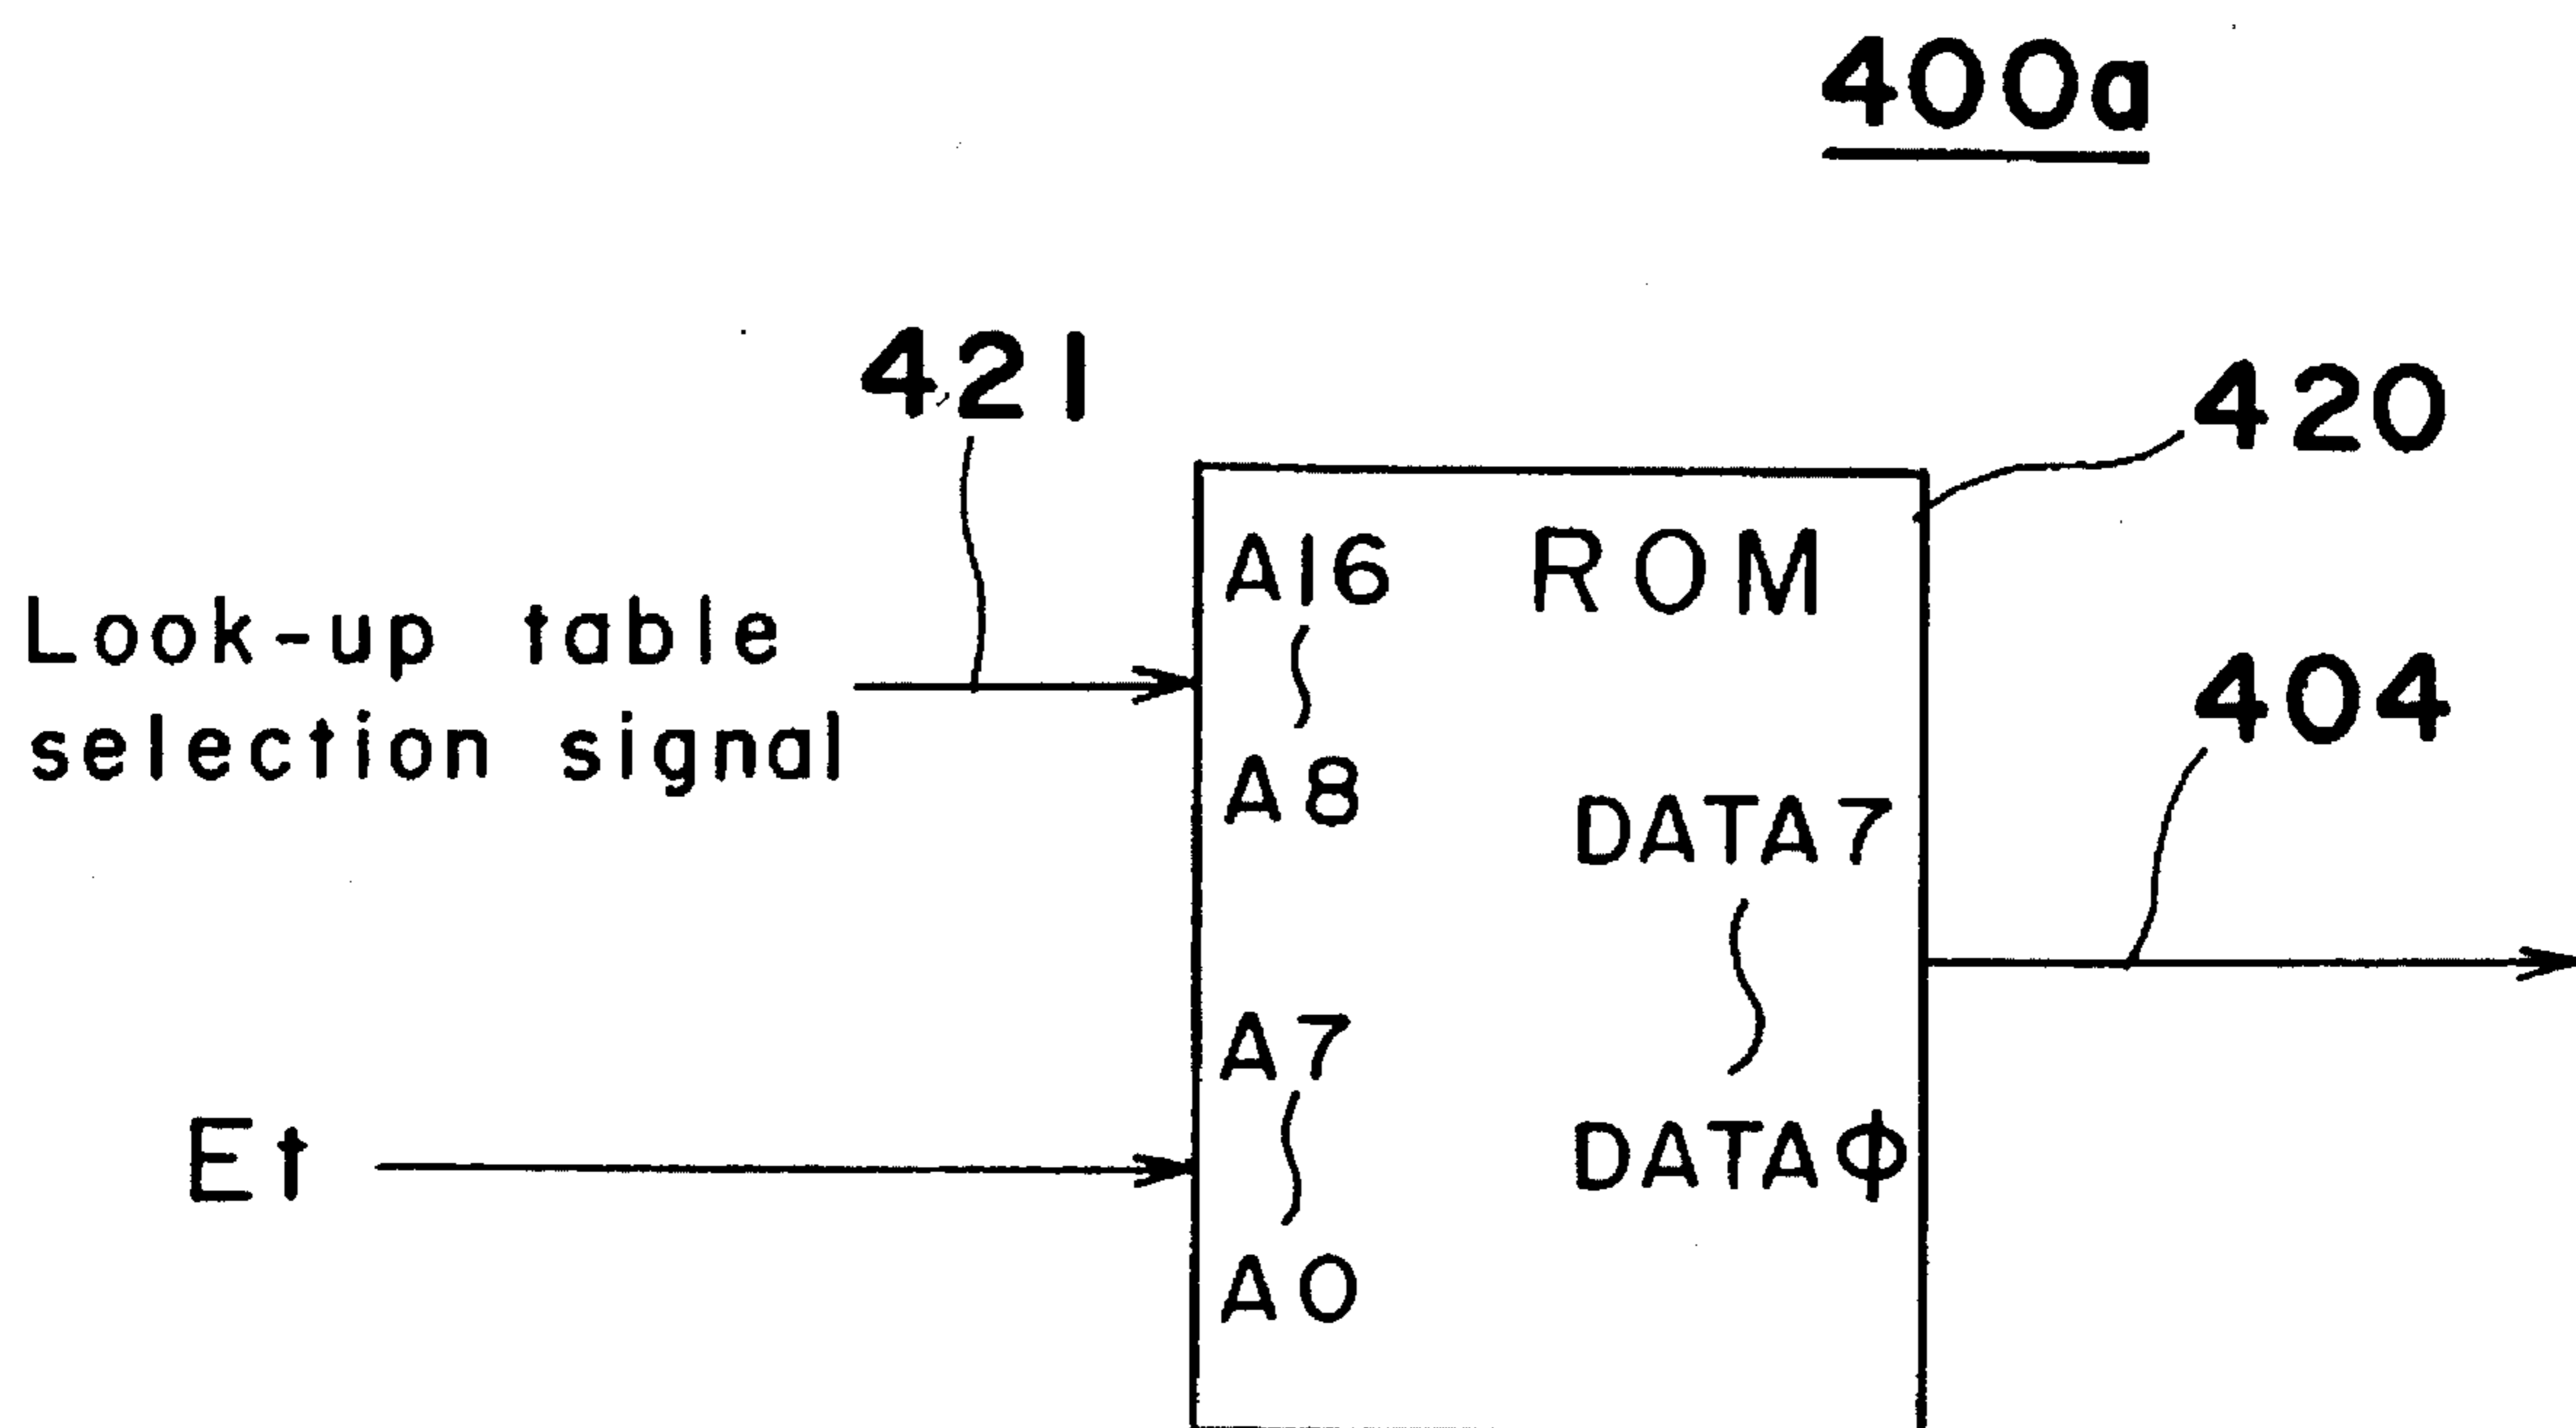 400a
421
420
A16 ROM
Look-up table
selection signal
404
A8
DATA7
A7
Et
DATAΦ
A0